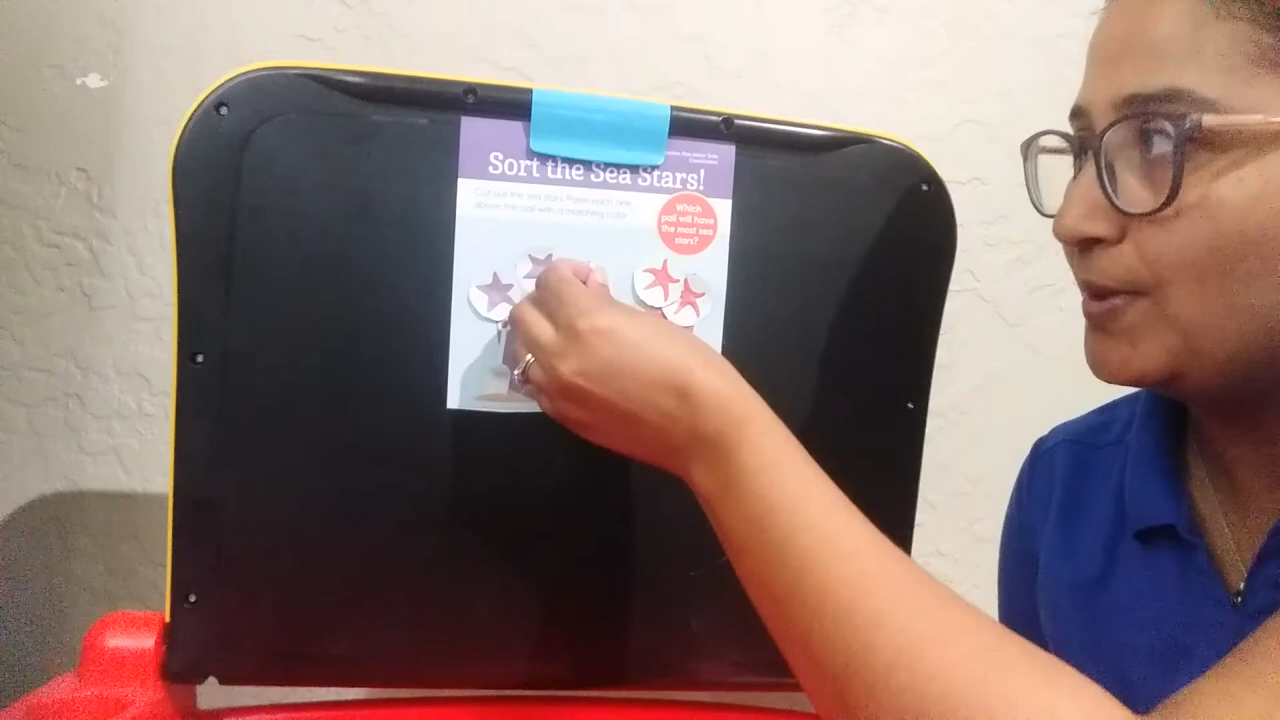 Sort the Sea Stars!
Cut out the sea stars. Paste each one
above the pail with a matching color.
Which
pail will have
the most sea
stars?